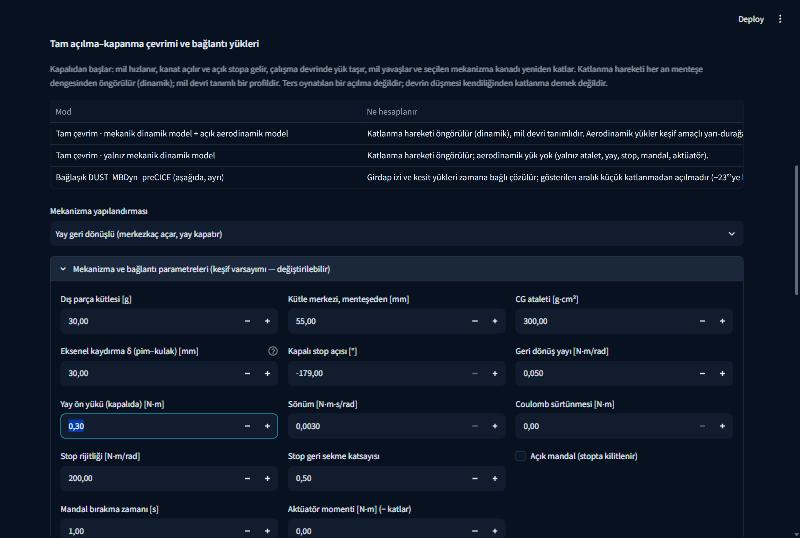 Deploy
Tam açılma–kapanma çevrimi ve bağlantı yükleri
Kapalıdan başlar: mil hızlanır, kanat açılır ve açık stopa gelir, çalışma devrinde yük taşır, mil yavaşlar ve seçilen mekanizma kanadı yeniden katlar. Katlanma hareketi her an menteşe
dengesinden öngörülür (dinamik); mil devri tanımlı bir profildir. Ters oynatılan bir açılma değildir; devrin düşmesi kendiliğinden katlanma demek değildir.
Mod Ne hesaplanır
Tam çevrim - mekanik dinamik model + açık aerodinamik model Katlanma hareketi öngörülür (dinamik), mil devri tanımlıdır. Aerodinamik yükler keşif amaçlı yarı-durağa
Tam çevrim - yalnız mekanik dinamik model Katlanma hareketi öngörülür; aerodinamik yük yok (yalnız atalet, yay, stop, mandal, aktüatör).
Bağlaşık DUST MBDyn preCICE (aşağıda, ayrı) Girdap izi ve kesit yükleri zamana bağlı çözülür; gösterilen aralık küçük katlanmadan açılmadır (−23°'ye
Mekanizma yapılandırması
Yay geri dönüşlü (merkezkaç açar, yay kapatır)
Mekanizma ve bağlantı parametreleri (keşif varsayımı — değiştirilebilir)
Dış parça kütlesi [g] Kütle merkezi, menteşeden [mm] CG ataleti [g·cm²]
30,00 − + 55,00 − + 300,00 − +
Eksenel kaydırma δ (pim–kulak) [mm] Kapalı stop açısı [°] Geri dönüş yayı [N·m/rad]
30,00 − + -179,00 − + 0,050 − +
Yay ön yükü (kapalıda) [N·m] Sönüm [N·m·s/rad] Coulomb sürtünmesi [N·m]
0,30 − + 0,0030 − + 0,00 − +
Stop rijitliği [N·m/rad] Stop geri sekme katsayısı Açık mandal (stopta kilitlenir)
200,00 − + 0,50 − +
Mandal bırakma zamanı [s] Aktüatör momenti [N·m] (− katlar)
1,00 − + 0,00 − +